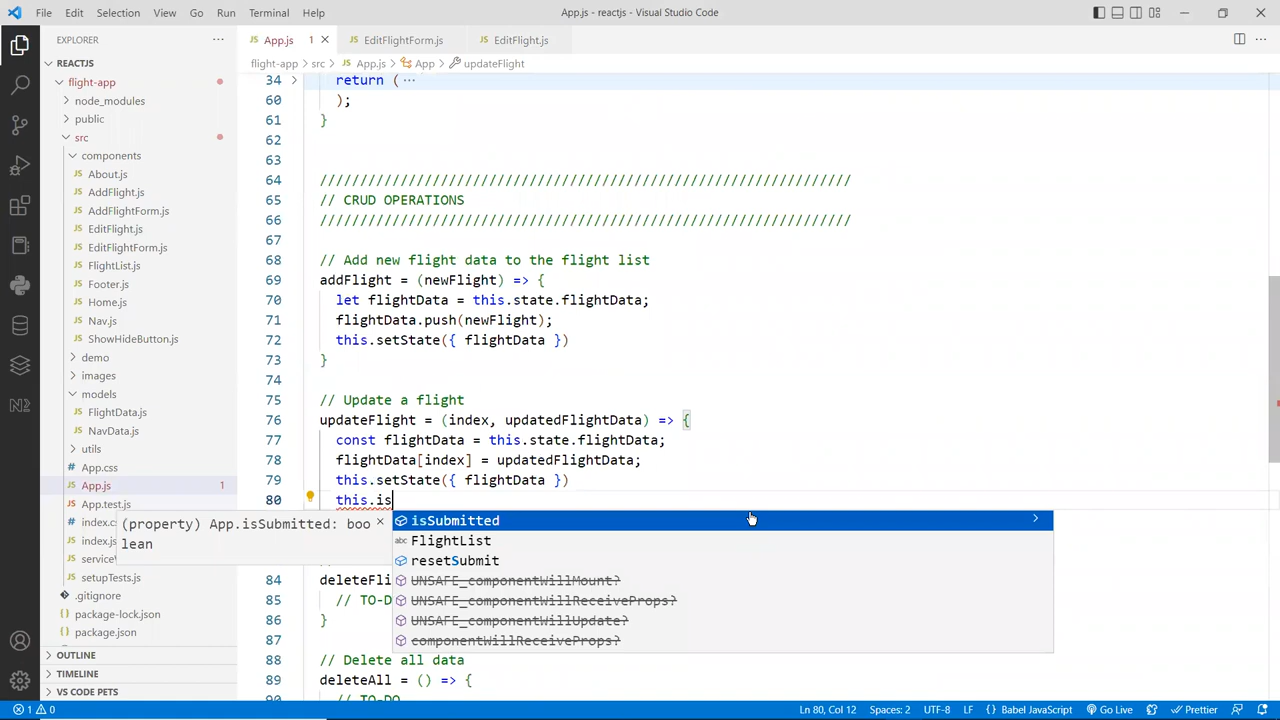 File Edit Selection View Go Run Terminal Help
App.js - reactjs - Visual Studio Code
EXPLORER
REACTJS
flight-app
node_modules
public
src
components
About.js
AddFlight.js
AddFlightForm.js
EditFlight.js
EditFlightForm.js
FlightList.js
Footer.js
Home.js
Nav.js
ShowHideButton.js
demo
images
models
FlightData.js
NavData.js
utils
App.css
App.js 1
App.test.js
index.c
index.js
service
setupTests.js
.gitignore
package-lock.json
package.json
OUTLINE
TIMELINE
VS CODE PETS
App.js 1
EditFlightForm.js
EditFlight.js
flight-app > src > App.js > App > updateFlight
34 return (
60 );
61 }
62
63
64 ///////////////////////////////////////////////////////////////////
65 // CRUD OPERATIONS
66 ///////////////////////////////////////////////////////////////////
67
68 // Add new flight data to the flight list
69 addFlight = (newFlight) => {
70 let flightData = this.state.flightData;
71 flightData.push(newFlight);
72 this.setState({ flightData })
73 }
74
75 // Update a flight
76 updateFlight = (index, updatedFlightData) => {
77 const flightData = this.state.flightData;
78 flightData[index] = updatedFlightData;
79 this.setState({ flightData })
80 this.is
(property) App.isSubmitted: boo
lean
isSubmitted
FlightList
resetSubmit
UNSAFE_componentWillMount?
UNSAFE_componentWillReceiveProps?
UNSAFE_componentWillUpdate?
componentWillReceiveProps?
84 deleteFli
85 // TO-D
86 }
87
88 // Delete all data
89 deleteAll = () => {
90 // TO-DO
1 0
Ln 80, Col 12 Spaces: 2 UTF-8 LF {} Babel JavaScript Go Live Prettier